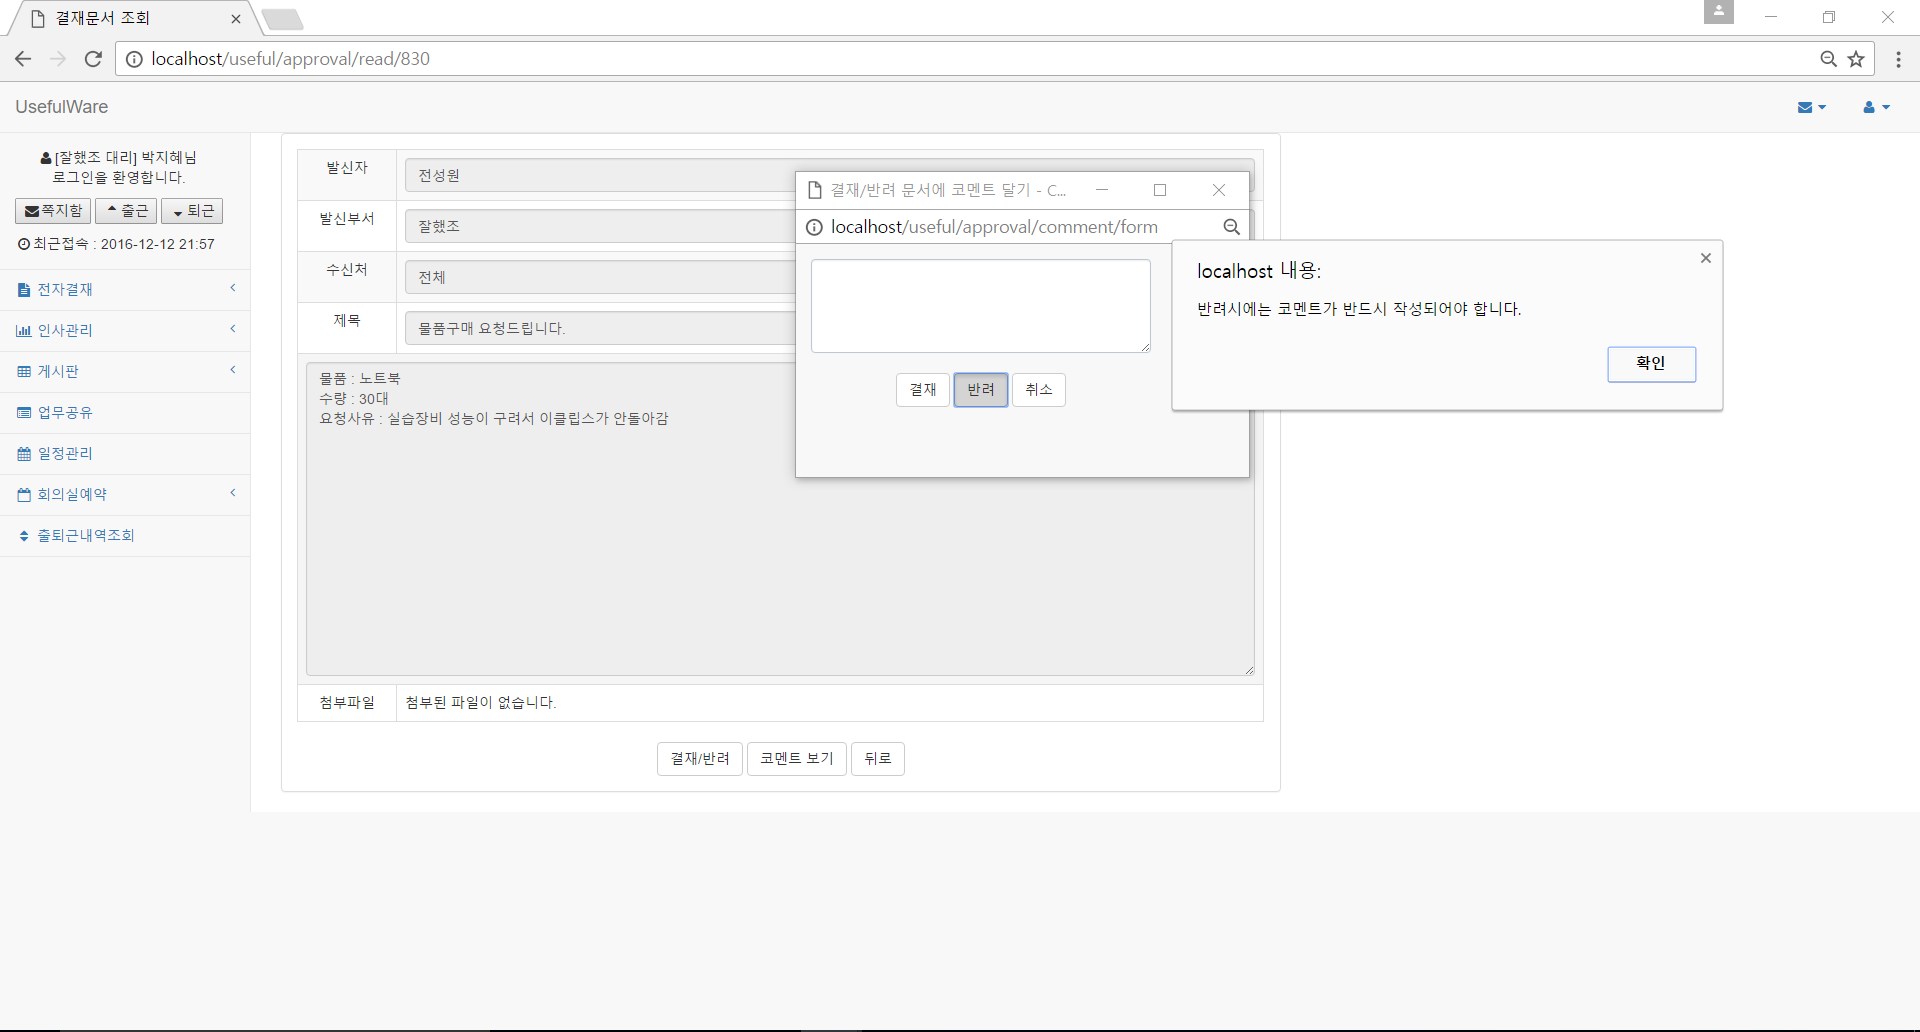 결재문서 조회
localhost/useful/approval/read/830
UsefulWare
[잘했조 대리] 박지혜님
로그인을 환영합니다.
쪽지함 출근 퇴근
최근접속 : 2016-12-12 21:57
전자결재
인사관리
게시판
업무공유
일정관리
회의실예약
출퇴근내역조회
발신자 전성원
발신부서 잘했조
수신처 전체
제목 물품구매 요청드립니다.
물품 : 노트북
수량 : 30대
요청사유 : 실습장비 성능이 구려서 이클립스가 안돌아감
첨부파일 첨부된 파일이 없습니다.
결재/반려 코멘트 보기 뒤로
결재/반려 문서에 코멘트 달기 - C...
localhost/useful/approval/comment/form
결재 반려 취소
localhost 내용:
반려시에는 코멘트가 반드시 작성되어야 합니다.
확인